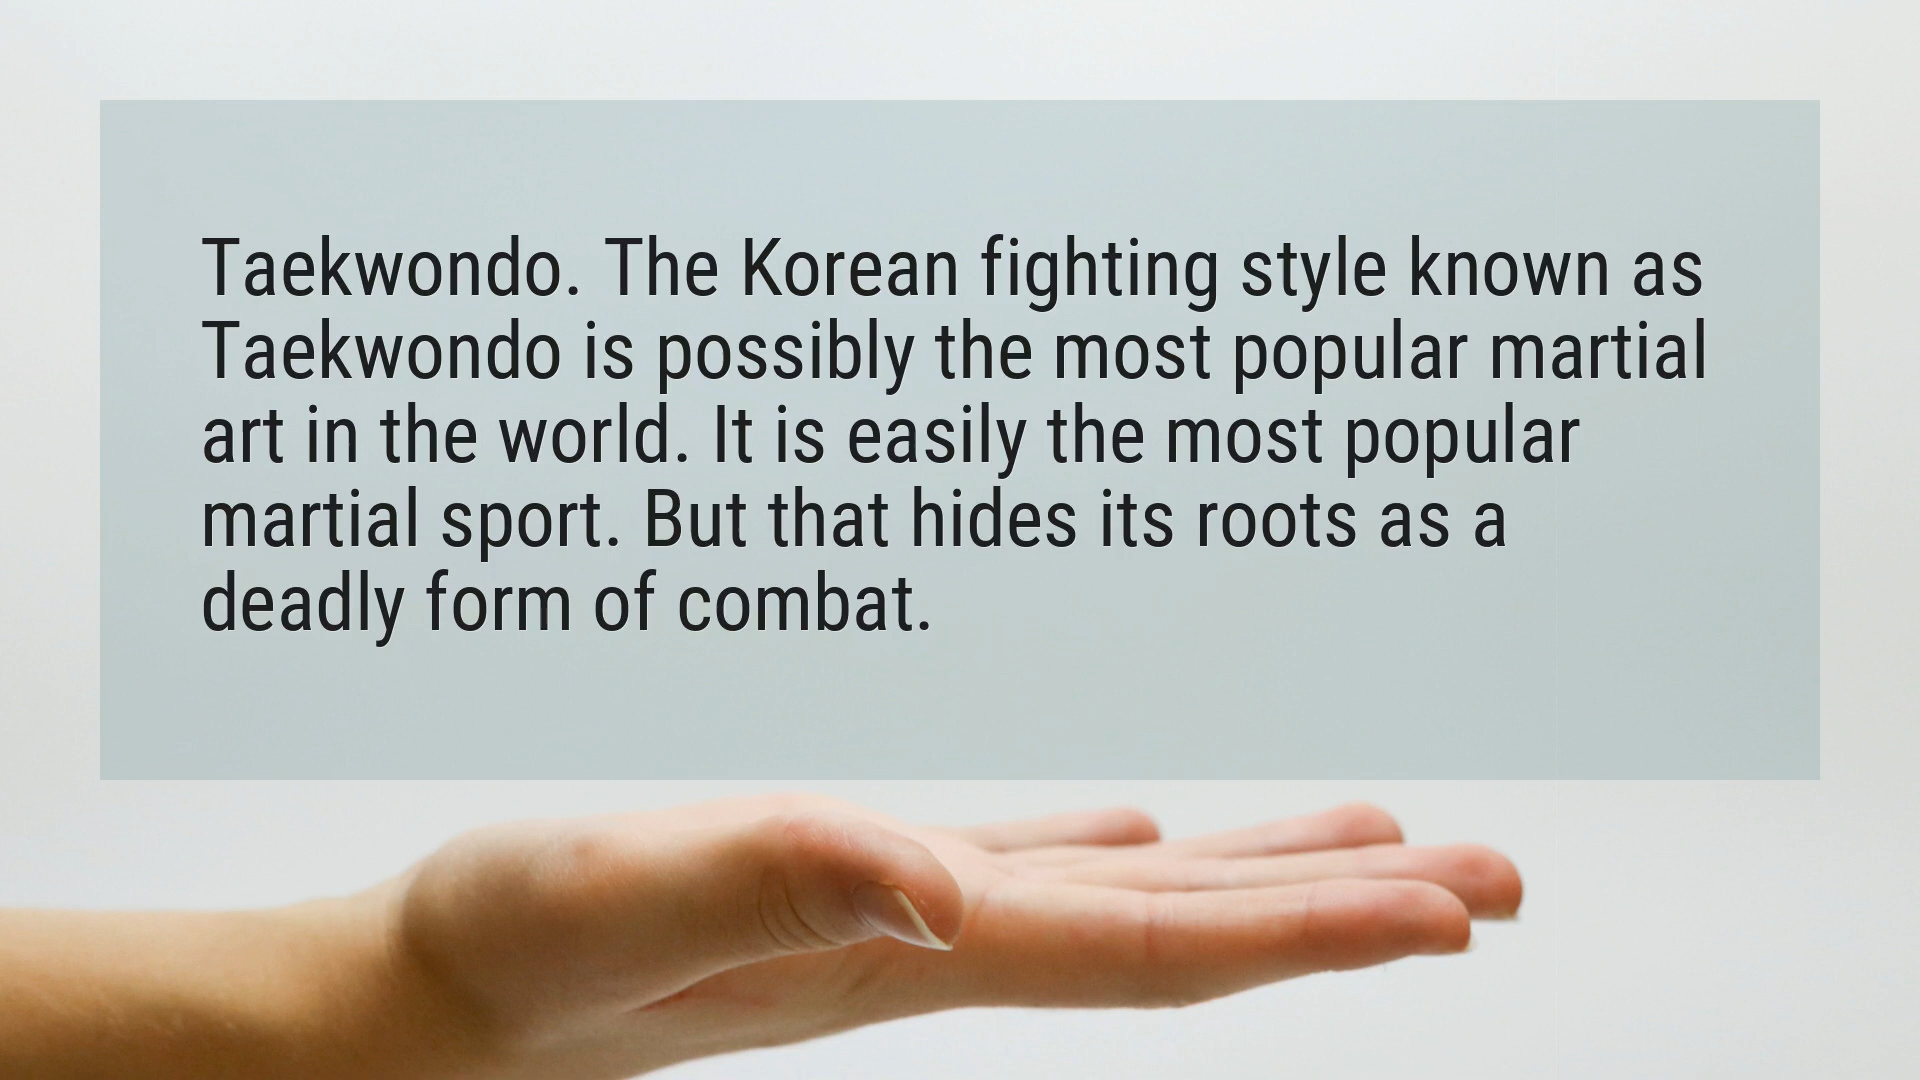 Taekwondo. The Korean fighting style known as
Taekwondo is possibly the most popular martial
art in the world. It is easily the most popular
martial sport. But that hides its roots as a
deadly form of combat.